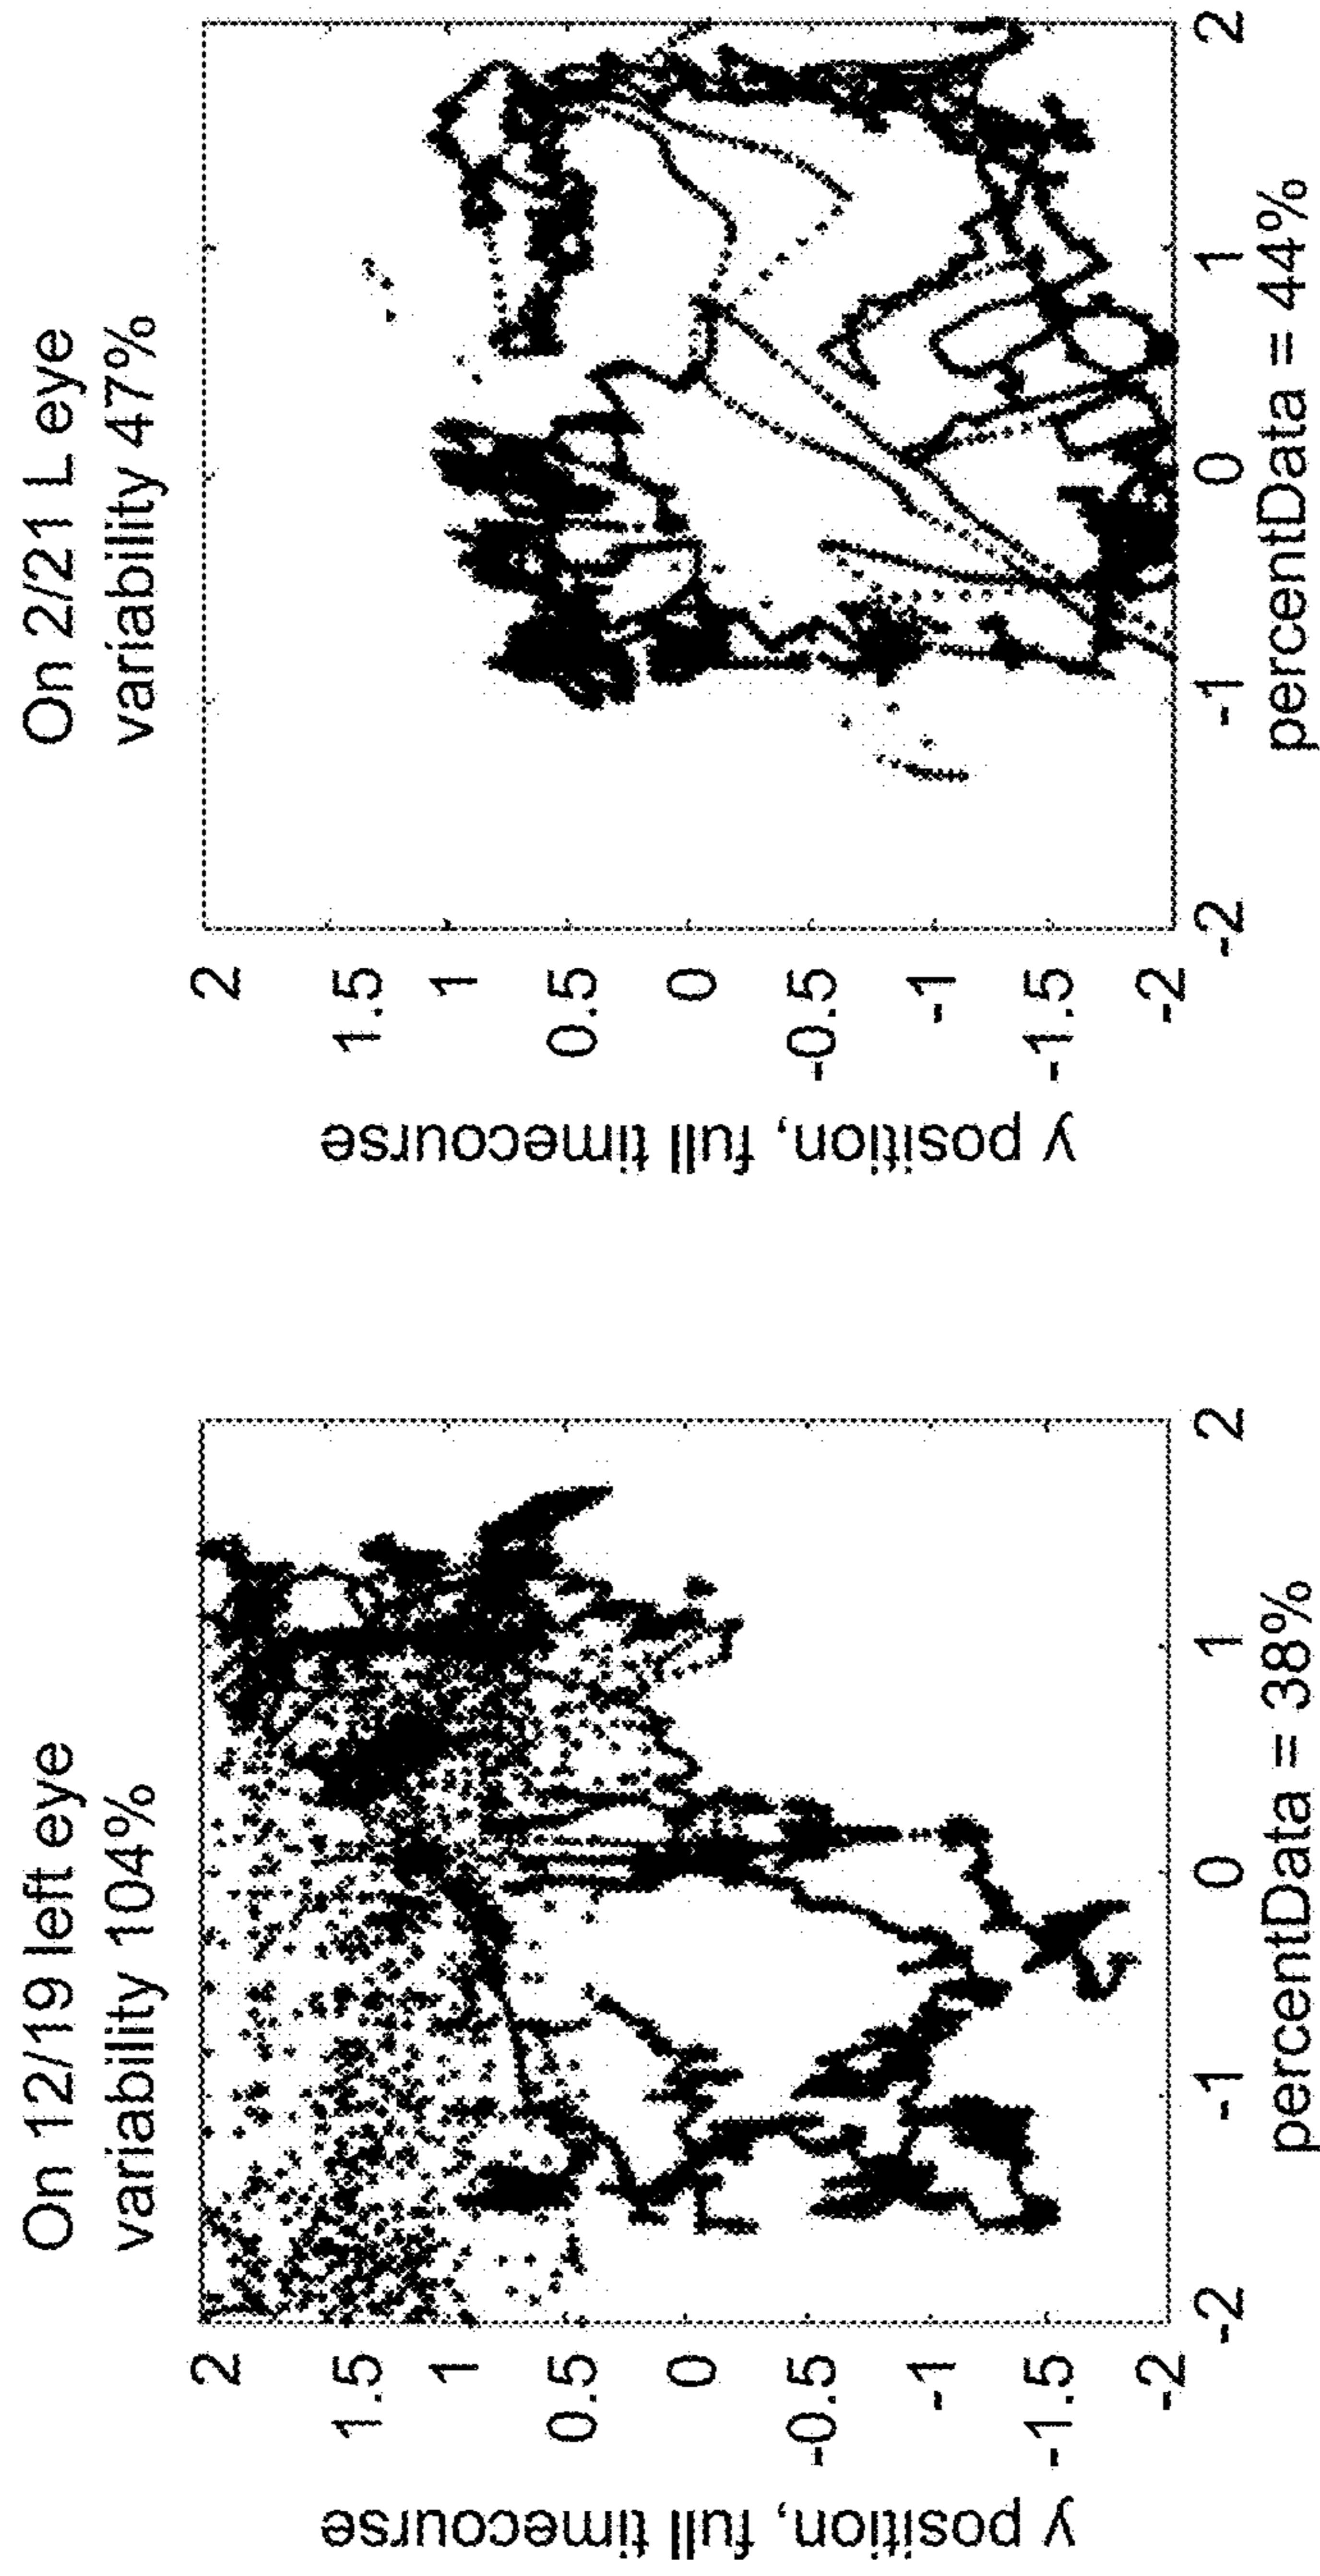 On 12/19 left eye
variability 104%
y position, full timecourse
2
1.5
1
0.5
0
-0.5
-1
-1.5
-2
-2 -1 0 1 2
percentData = 38%
On 2/21 L eye
variability 47%
y position, full timecourse
2
1.5
1
0.5
0
-0.5
-1
-1.5
-2
-2 -1 0 1 2
percentData = 44%